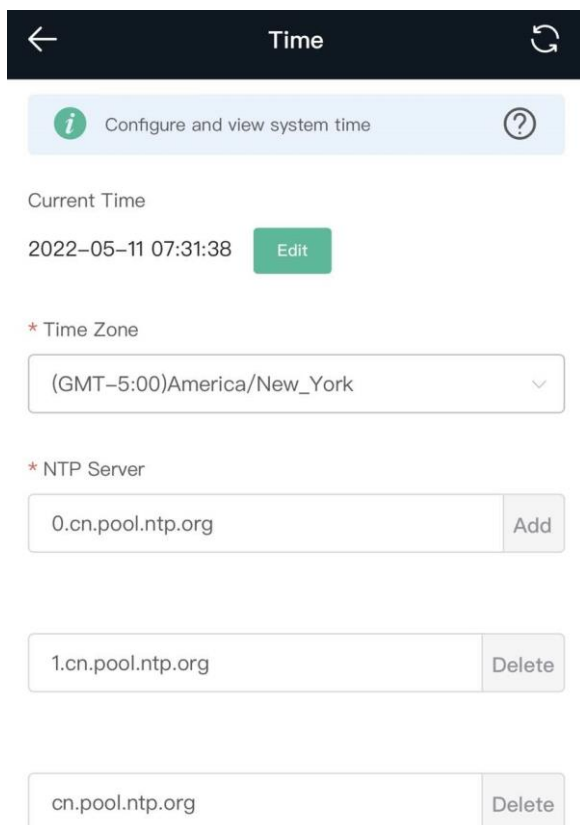 Time
Configure and view system time
Current Time
2022-05-11 07:31:38 Edit
* Time Zone
(GMT-5:00)America/New_York
* NTP Server
0.cn.pool.ntp.org Add
1.cn.pool.ntp.org Delete
cn.pool.ntp.org Delete